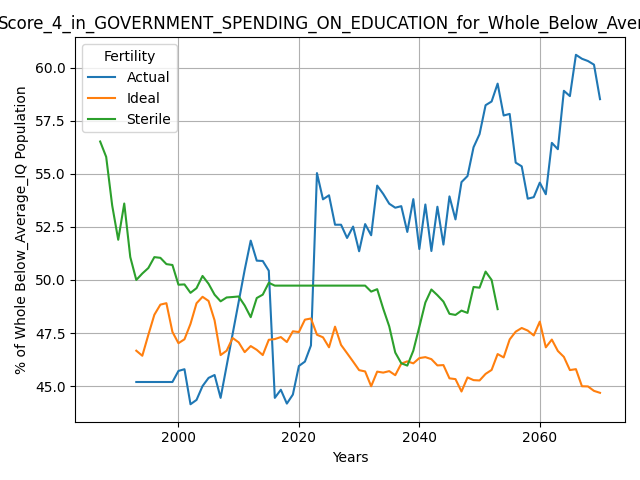 Score_4_in_GOVERNMENT_SPENDING_ON_EDUCATION_for_Whole_Below_Aver
Fertility
Actual
Ideal
Sterile
% of Whole Below_Average_IQ Population
60.0
57.5
55.0
52.5
50.0
47.5
45.0
2000
2020
2040
2060
Years